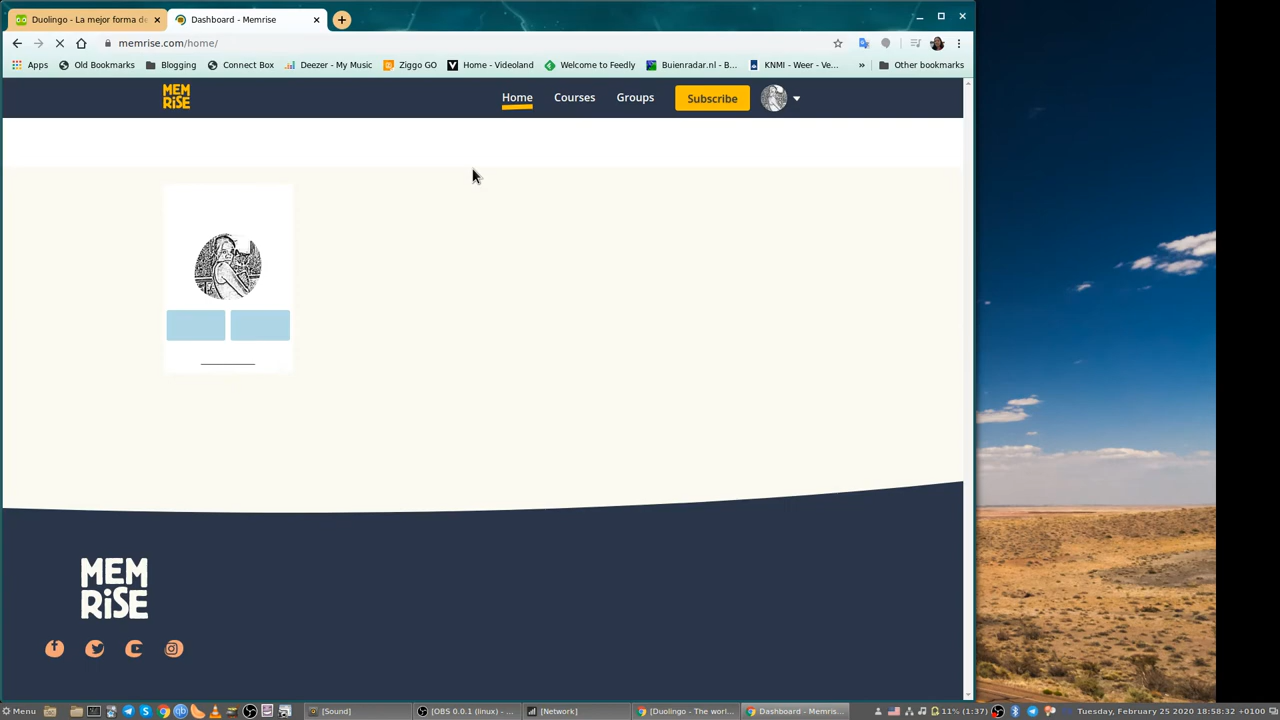 Duolingo - La mejor forma de
Dashboard - Memrise
memrise.com/home/
Apps
Old Bookmarks
Blogging
Connect Box
Deezer - My Music
Ziggo GO
Home - Videoland
Welcome to Feedly
Buienradar.nl - B...
KNMI - Weer - Ve...
»
Other bookmarks
MEM
RiSE
Home
Courses
Groups
Subscribe
MEM
RiSE
Menu
[Sound]
[OBS 0.0.1 (linux) - ...
[Network]
[Duolingo - The worl...
Dashboard - Memris...
11% (1:37)
Tuesday, February 25 2020 18:58:32 +0100